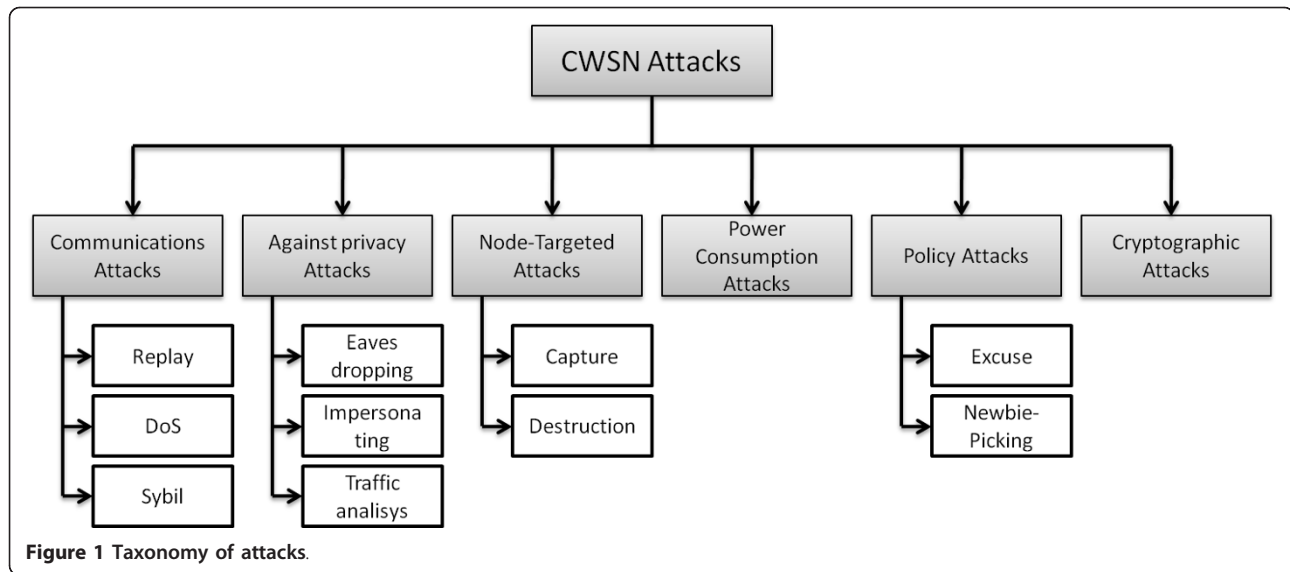 CWSN Attacks
Communications
Attacks
Against privacy
Attacks
Node-Targeted
Attacks
Power
Consumption
Attacks
Policy Attacks
Cryptographic
Attacks
Replay
DoS
Sybil
Eaves
dropping
Impersona
ting
Traffic
analisys
Capture
Destruction
Excuse
Newbie-
Picking
Figure 1 Taxonomy of attacks.